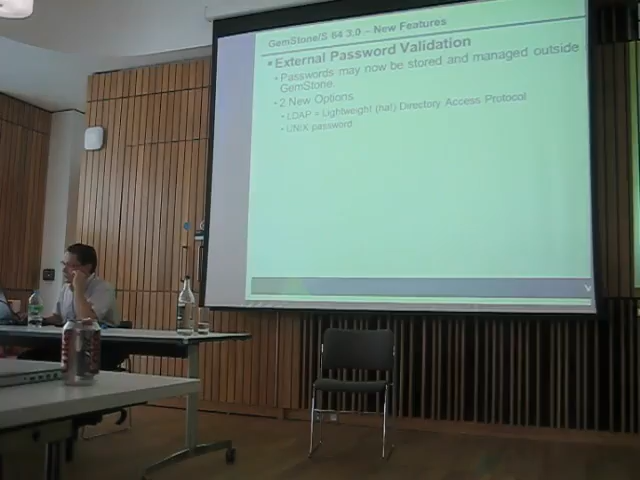 GemStone/S 64 3.0 – New Features
External Password Validation
Passwords may now be stored and managed outside
GemStone
2 New Options
LDAP = Lightweight (ha!) Directory Access Protocol
UNIX password